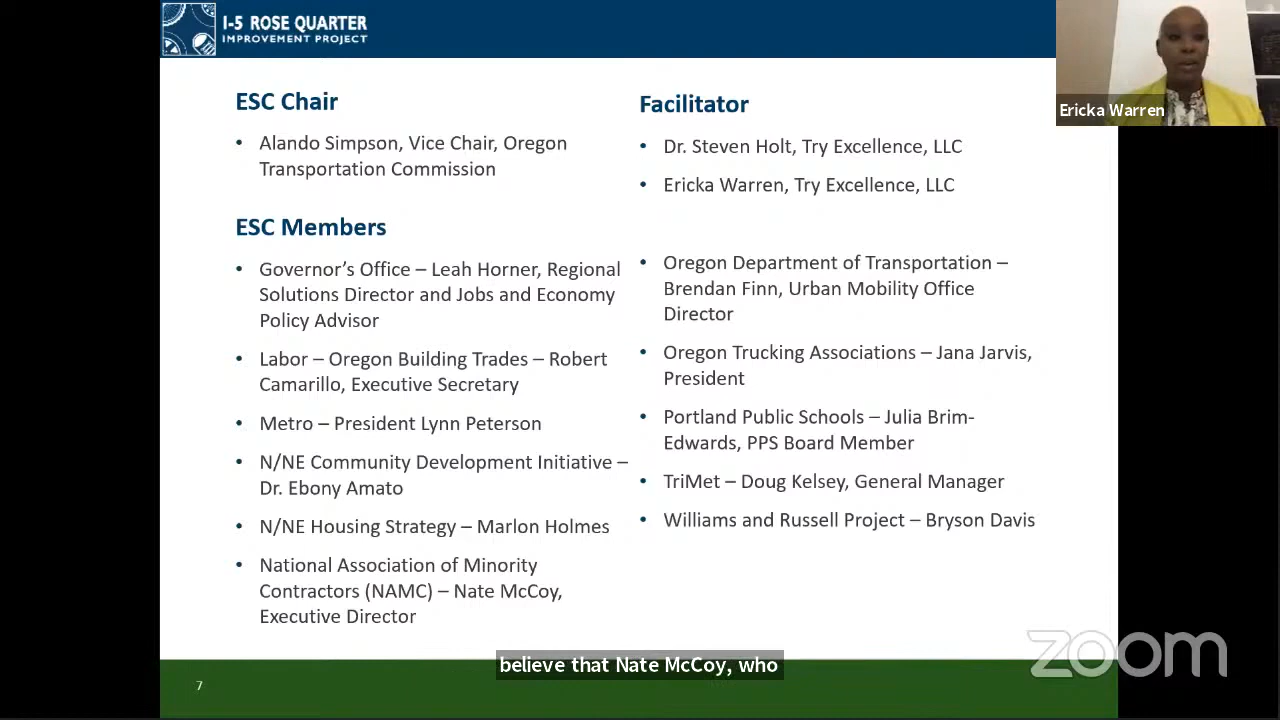 I-5 ROSE QUARTER
IMPROVEMENT PROJECT
ESC Chair
• Alando Simpson, Vice Chair, Oregon
Transportation Commission
ESC Members
• Governor's Office – Leah Horner, Regional
Solutions Director and Jobs and Economy
Policy Advisor
• Labor – Oregon Building Trades – Robert
Camarillo, Executive Secretary
• Metro – President Lynn Peterson
• N/NE Community Development Initiative –
Dr. Ebony Amato
• N/NE Housing Strategy – Marlon Holmes
• National Association of Minority
Contractors (NAMC) – Nate McCoy,
Executive Director
Facilitator
• Dr. Steven Holt, Try Excellence, LLC
• Ericka Warren, Try Excellence, LLC
• Oregon Department of Transportation –
Brendan Finn, Urban Mobility Office
Director
• Oregon Trucking Associations – Jana Jarvis,
President
• Portland Public Schools – Julia Brim-
Edwards, PPS Board Member
• TriMet – Doug Kelsey, General Manager
• Williams and Russell Project – Bryson Davis
Ericka Warren
believe that Nate McCoy, who
zoom
7